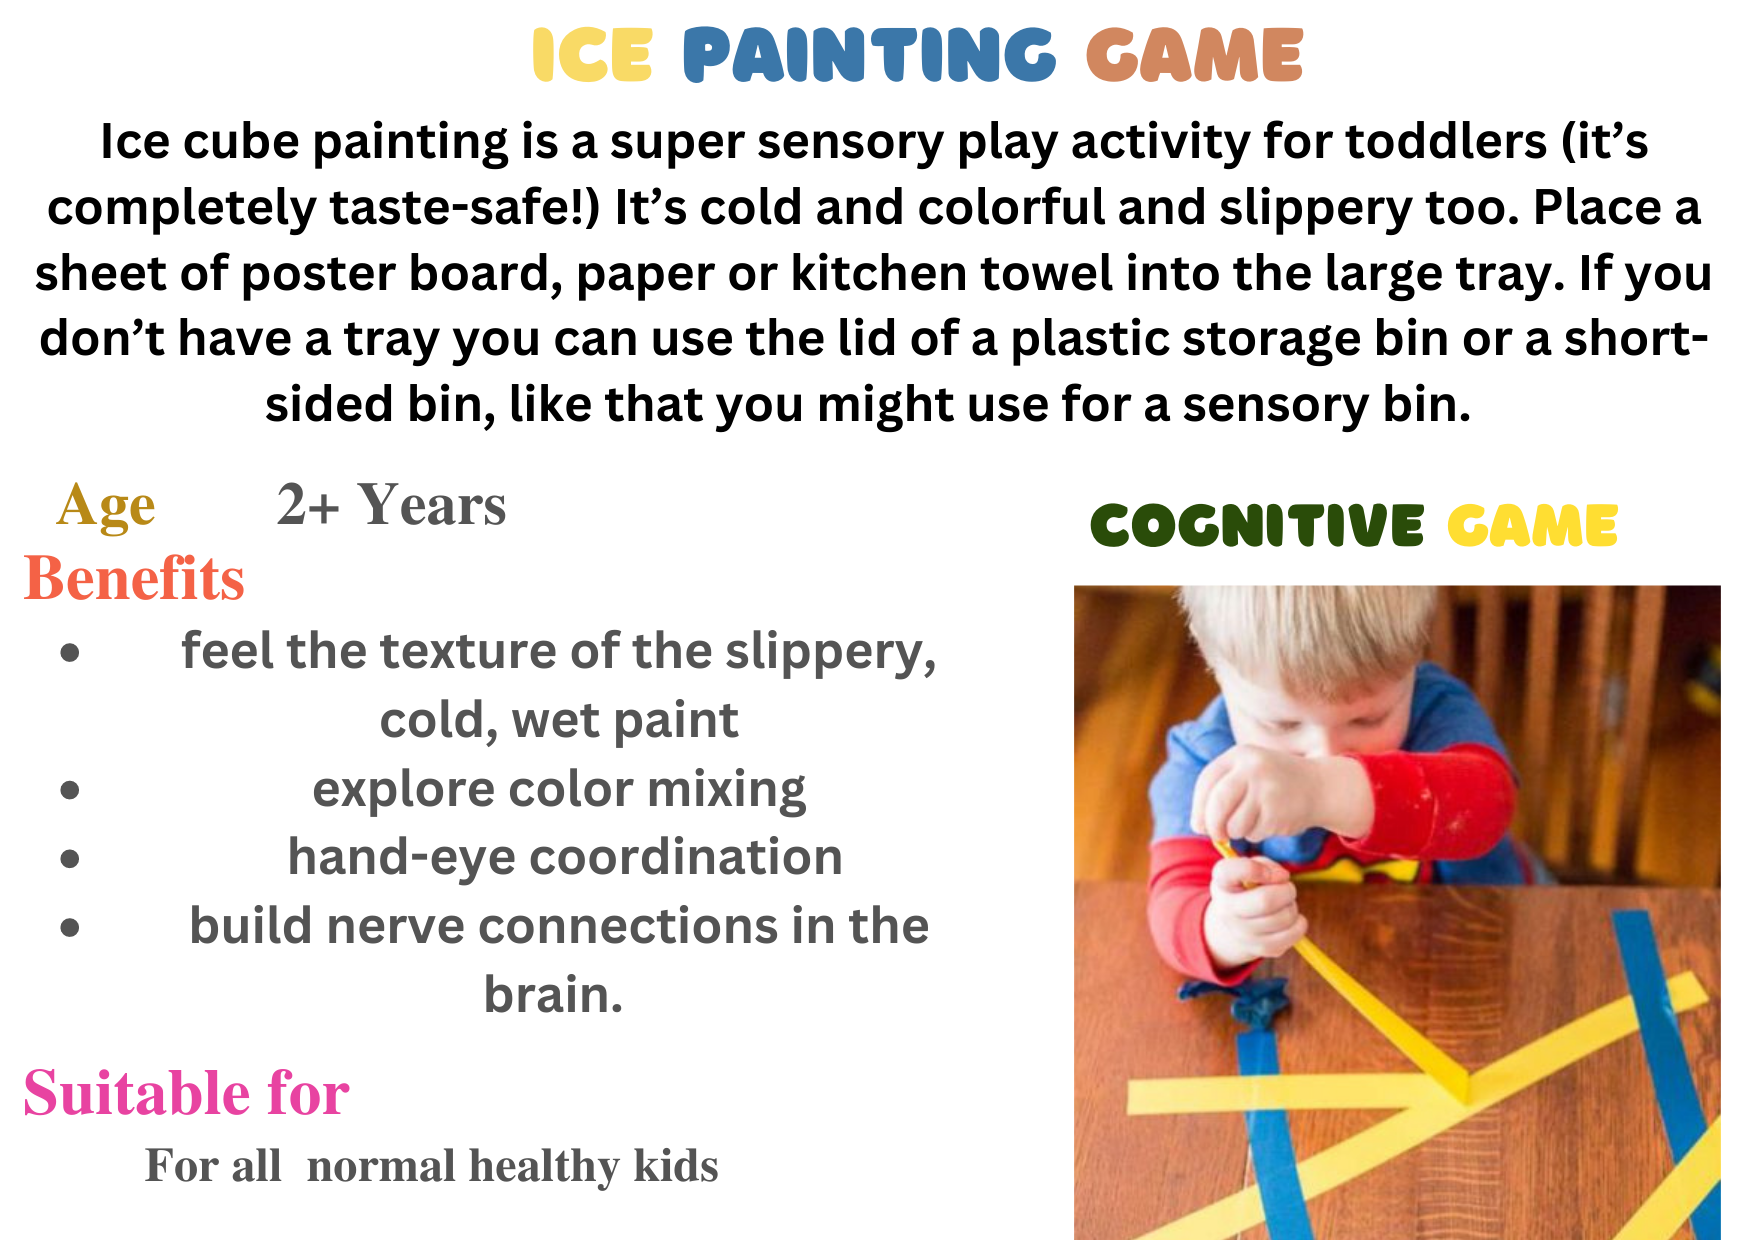 ICE PAINTING GAME
Ice cube painting is a super sensory play activity for toddlers (it's
completely taste-safe!) It's cold and colorful and slippery too. Place a
sheet of poster board, paper or kitchen towel into the large tray. If you
don't have a tray you can use the lid of a plastic storage bin or a short-
sided bin, like that you might use for a sensory bin.
Age 2+ Years
Benefits
• feel the texture of the slippery,
cold, wet paint
• explore color mixing
• hand-eye coordination
• build nerve connections in the
brain.
Suitable for
For all  normal healthy kids
COGNITIVE GAME